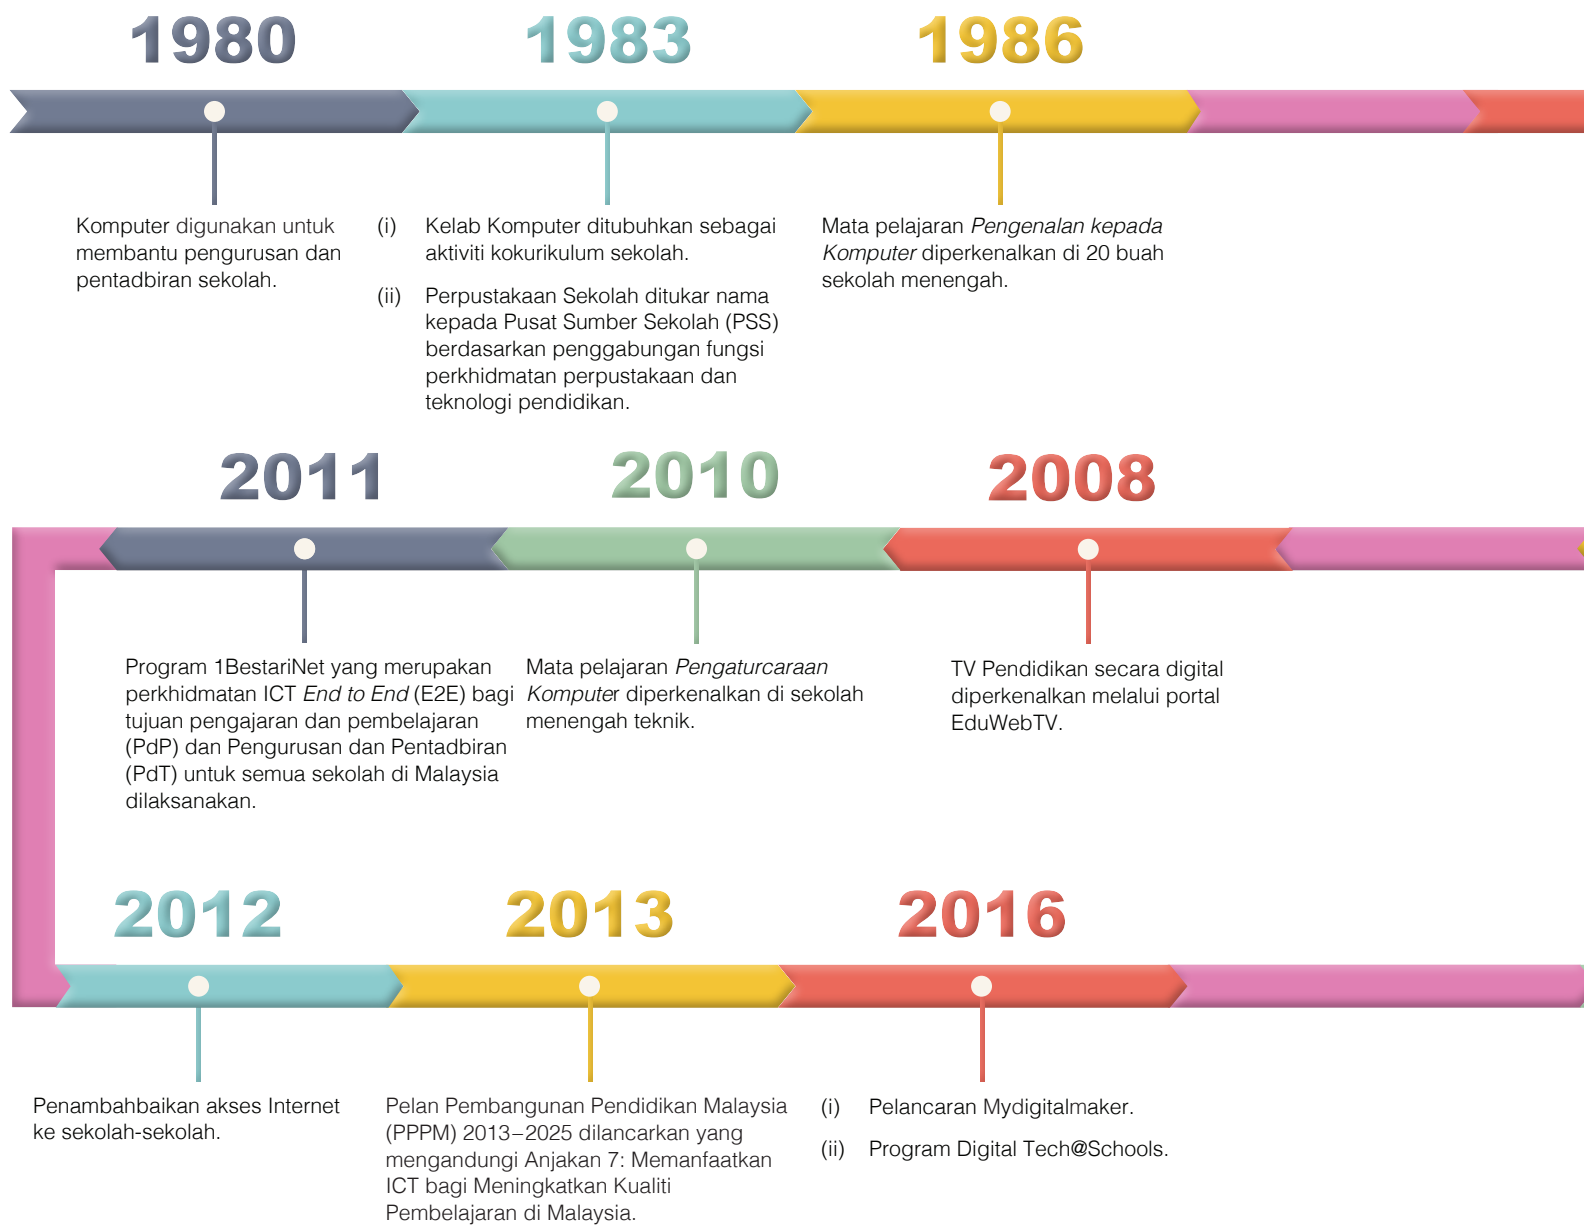 1980
Komputer digunakan untuk
membantu pengurusan dan
pentadbiran sekolah.
1983
(i) Kelab Komputer ditubuhkan sebagai
aktiviti kokurikulum sekolah.
(ii) Perpustakaan Sekolah ditukar nama
kepada Pusat Sumber Sekolah (PSS)
berdasarkan penggabungan fungsi
perkhidmatan perpustakaan dan
teknologi pendidikan.
1986
Mata pelajaran Pengenalan kepada
Komputer diperkenalkan di 20 buah
sekolah menengah.
2011
Program 1BestariNet yang merupakan
perkhidmatan ICT End to End (E2E) bagi
tujuan pengajaran dan pembelajaran
(PdP) dan Pengurusan dan Pentadbiran
(PdT) untuk semua sekolah di Malaysia
dilaksanakan.
2010
Mata pelajaran Pengaturcaraan
Komputer diperkenalkan di sekolah
menengah teknik.
2008
TV Pendidikan secara digital
diperkenalkan melalui portal
EduWebTV.
2012
Penambahbaikan akses Internet
ke sekolah-sekolah.
2013
Pelan Pembangunan Pendidikan Malaysia
(PPPM) 2013–2025 dilancarkan yang
mengandungi Anjakan 7: Memanfaatkan
ICT bagi Meningkatkan Kualiti
Pembelajaran di Malaysia.
2016
(i) Pelancaran Mydigitalmaker.
(ii) Program Digital Tech@Schools.